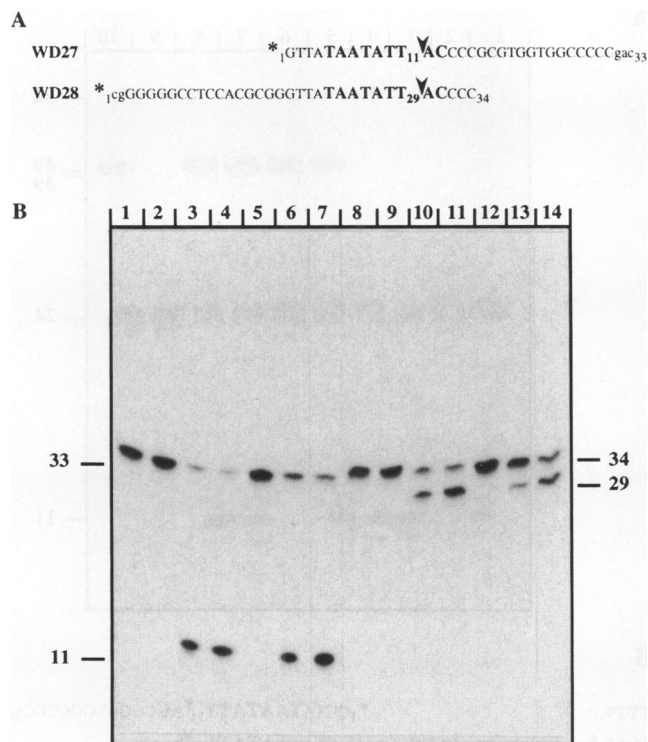 A
WD27 *1GTTATAATATT11ACCCCGCGTGGTGGCCCCCgac33
WD28 *1cgGGGGGCCTCCACGCGGGTTATAATATT29ACCCC34
B
1 | 2 | 3 | 4 | 5 | 6 | 7 | 8 | 9 | 10 | 11 | 12 | 13 | 14
33
34
29
11